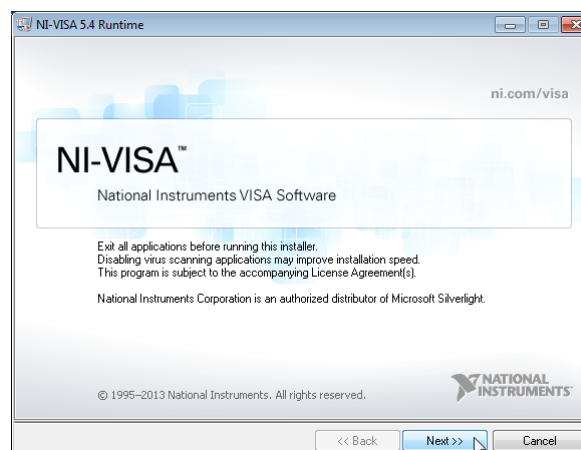 NI-VISA 5.4 Runtime
ni.com/visa
NI-VISA™
National Instruments VISA Software
Exit all applications before running this installer.
Disabling virus scanning applications may improve installation speed.
This program is subject to the accompanying License Agreement(s).
National Instruments Corporation is an authorized distributor of Microsoft Silverlight.
© 1995–2013 National Instruments. All rights reserved.
NATIONAL
INSTRUMENTS
<< Back Next >> Cancel